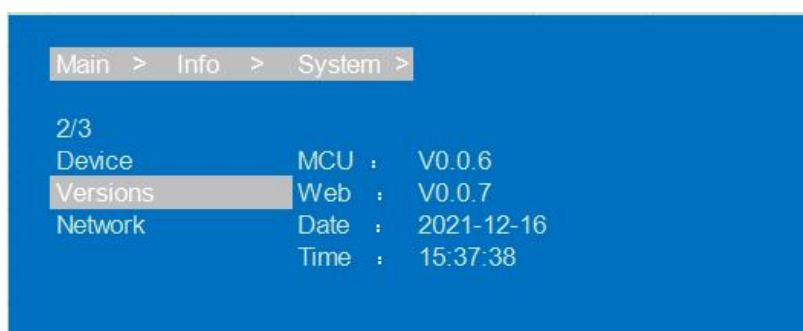 Main > Info > System >
2/3
Device MCU : V0.0.6
Versions Web : V0.0.7
Network Date : 2021-12-16
Time : 15:37:38